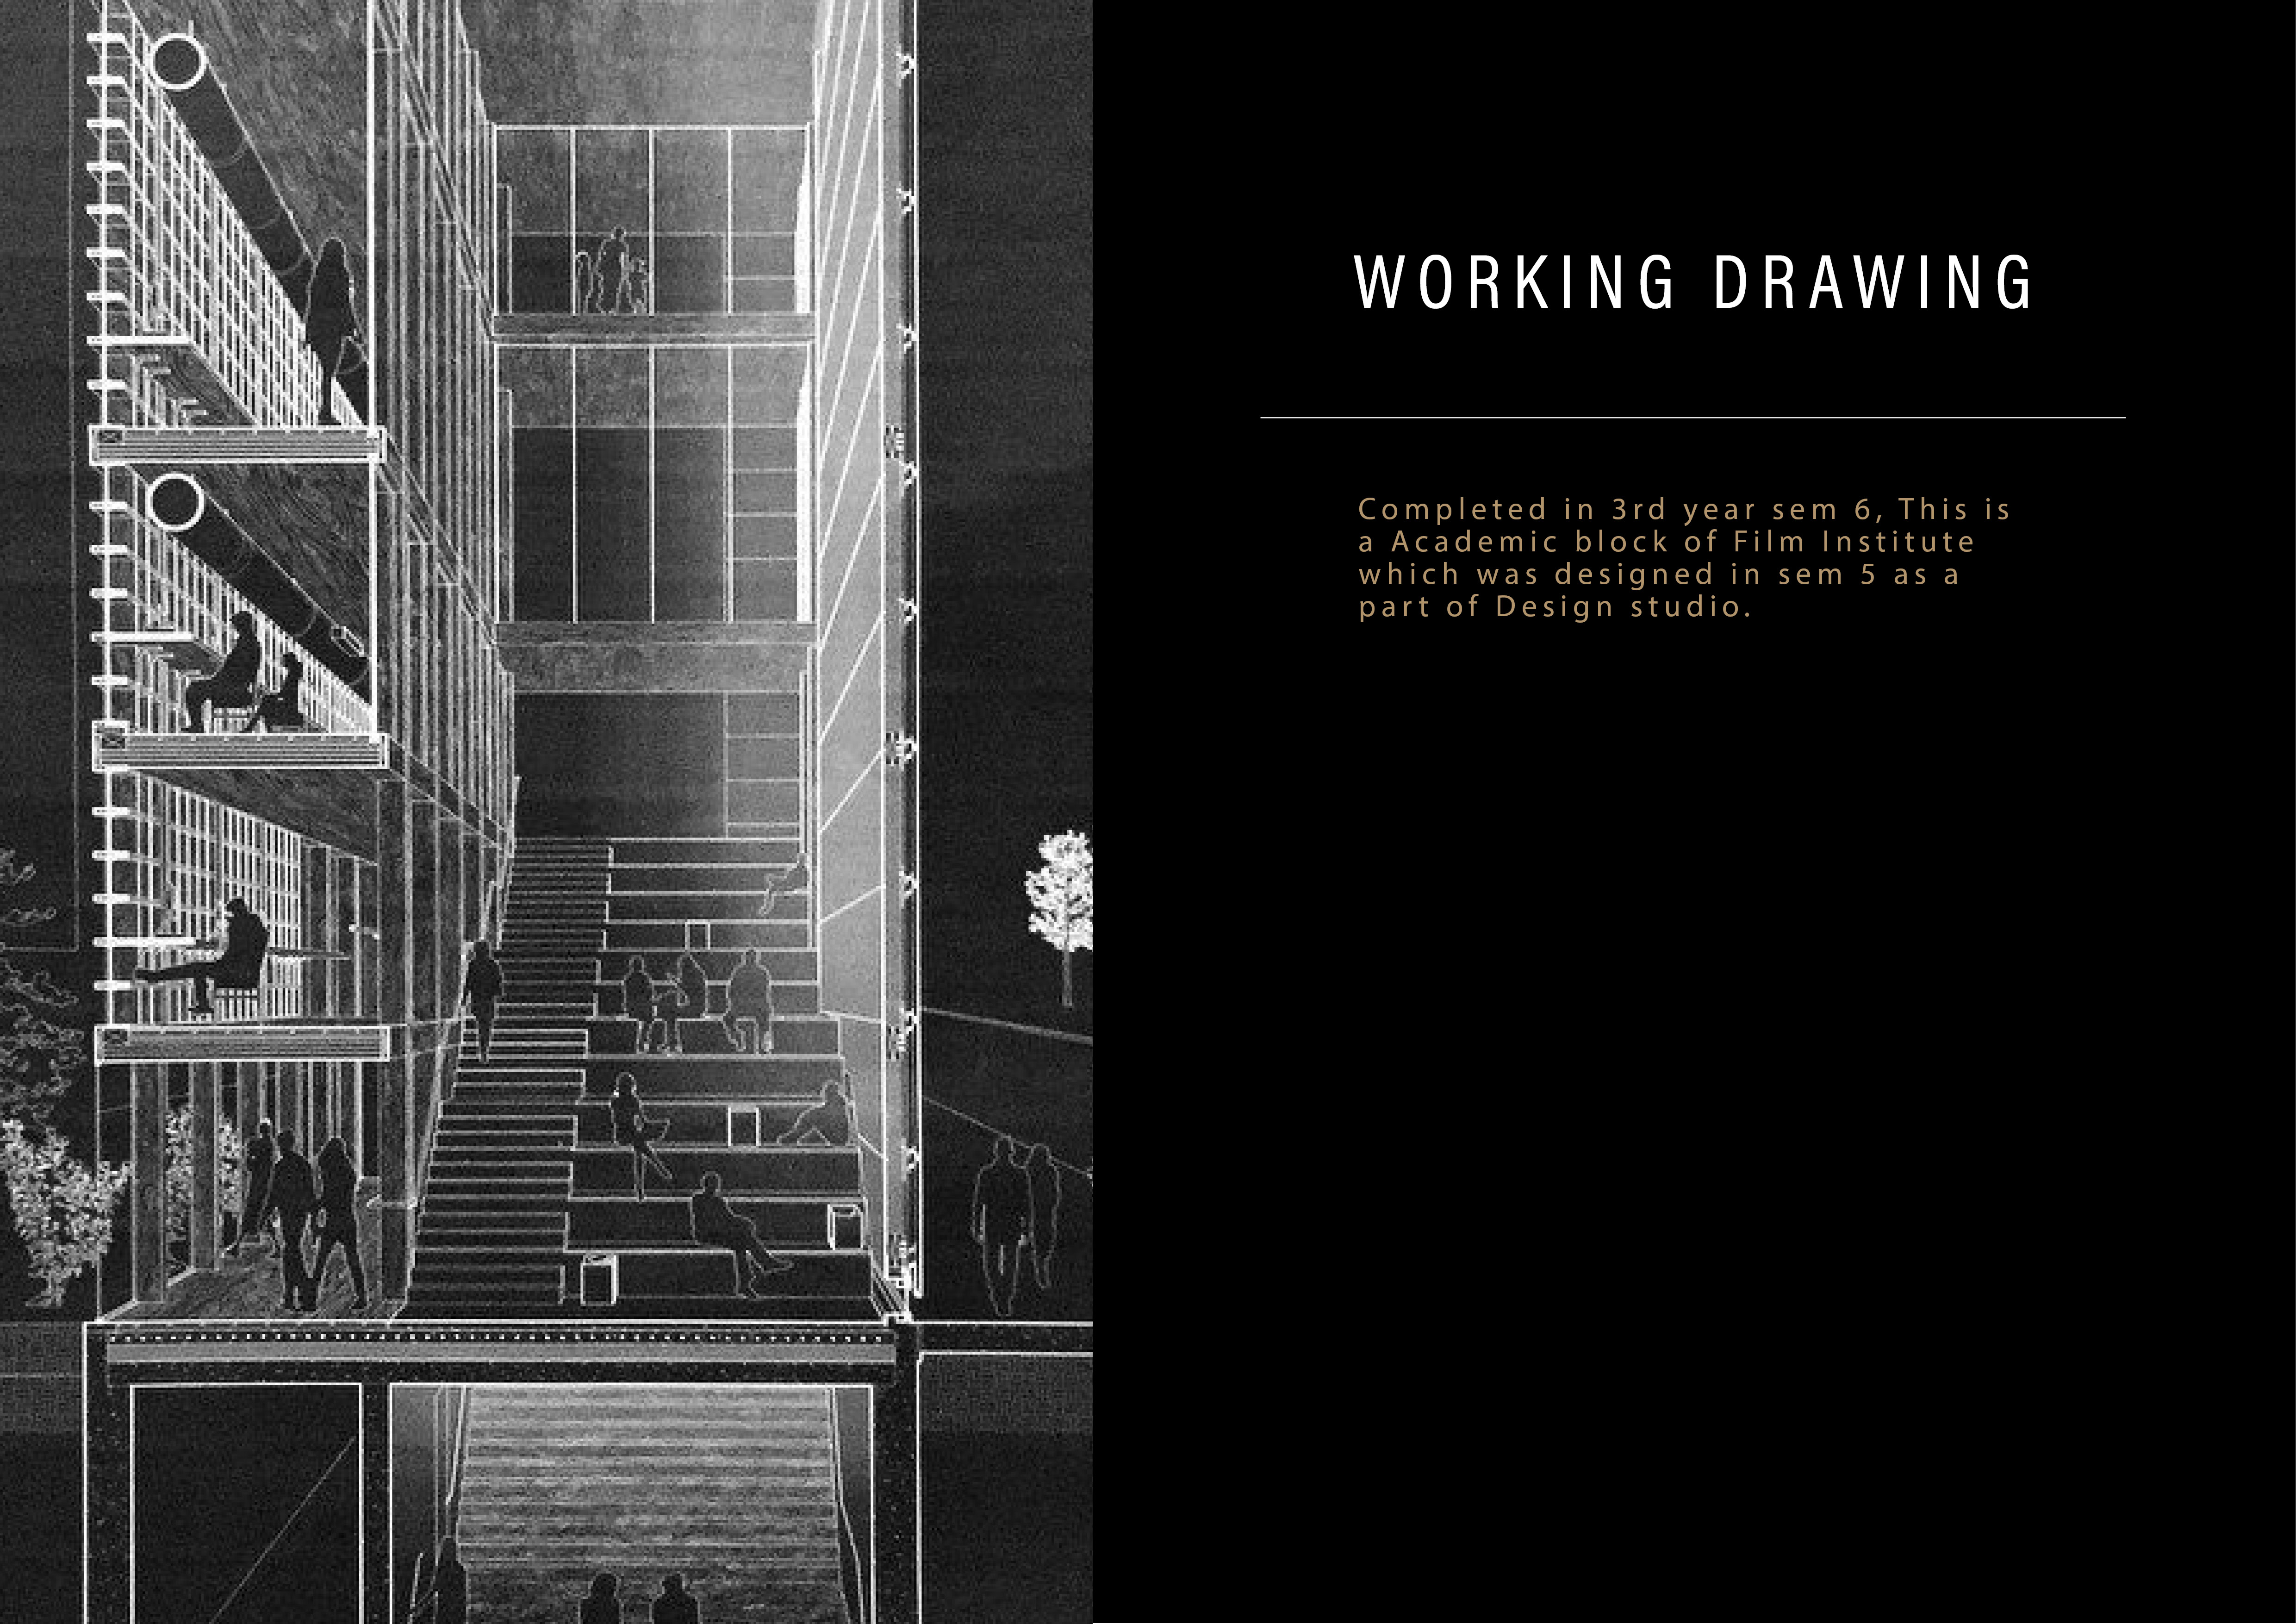 WORKING DRAWING
Completed in 3rd year sem 6, This is
a Academic block of Film Institute
which was designed in sem 5 as a
part of Design studio.